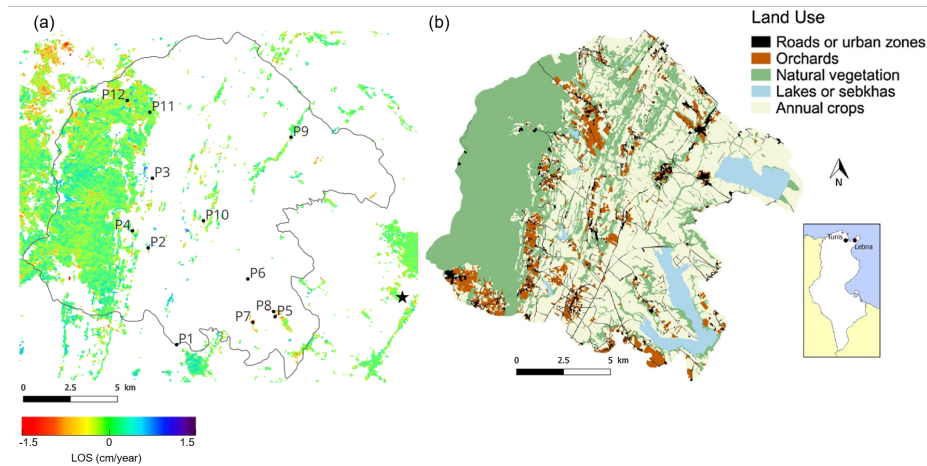 (a)
P12
P11
P9
P3
P10
P4
P2
P6
P8
P5
P7
P1
0 2.5 5 km
-1.5 0 1.5
LOS (cm/year)
(b)
Land Use
Roads or urban zones
Orchards
Natural vegetation
Lakes or sebkhas
Annual crops
N
Tunis
Lebna
0 2.5 5 km